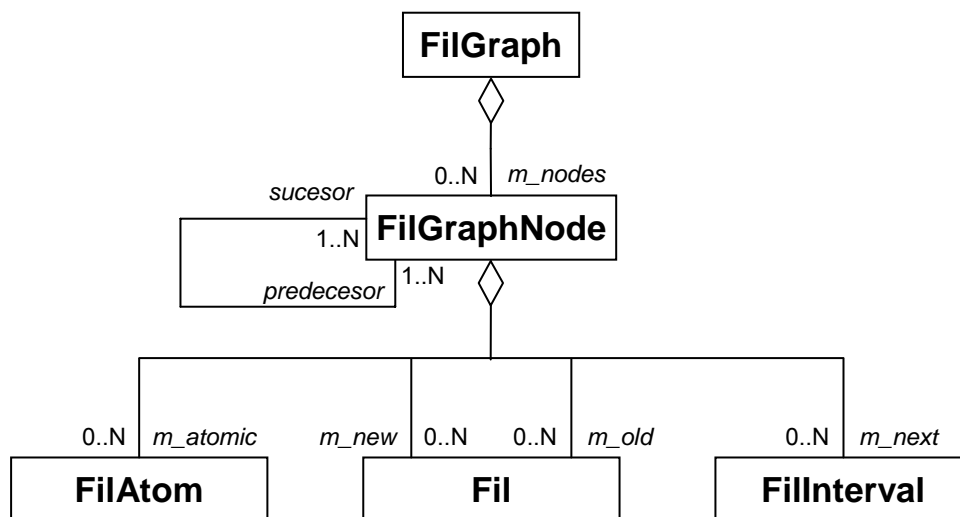 FilGraph
0..N m_nodes
sucesor
FilGraphNode
1..N
1..N
predecesor
0..N m_atomic m_new 0..N 0..N m_old 0..N m_next
FilAtom Fil FilInterval